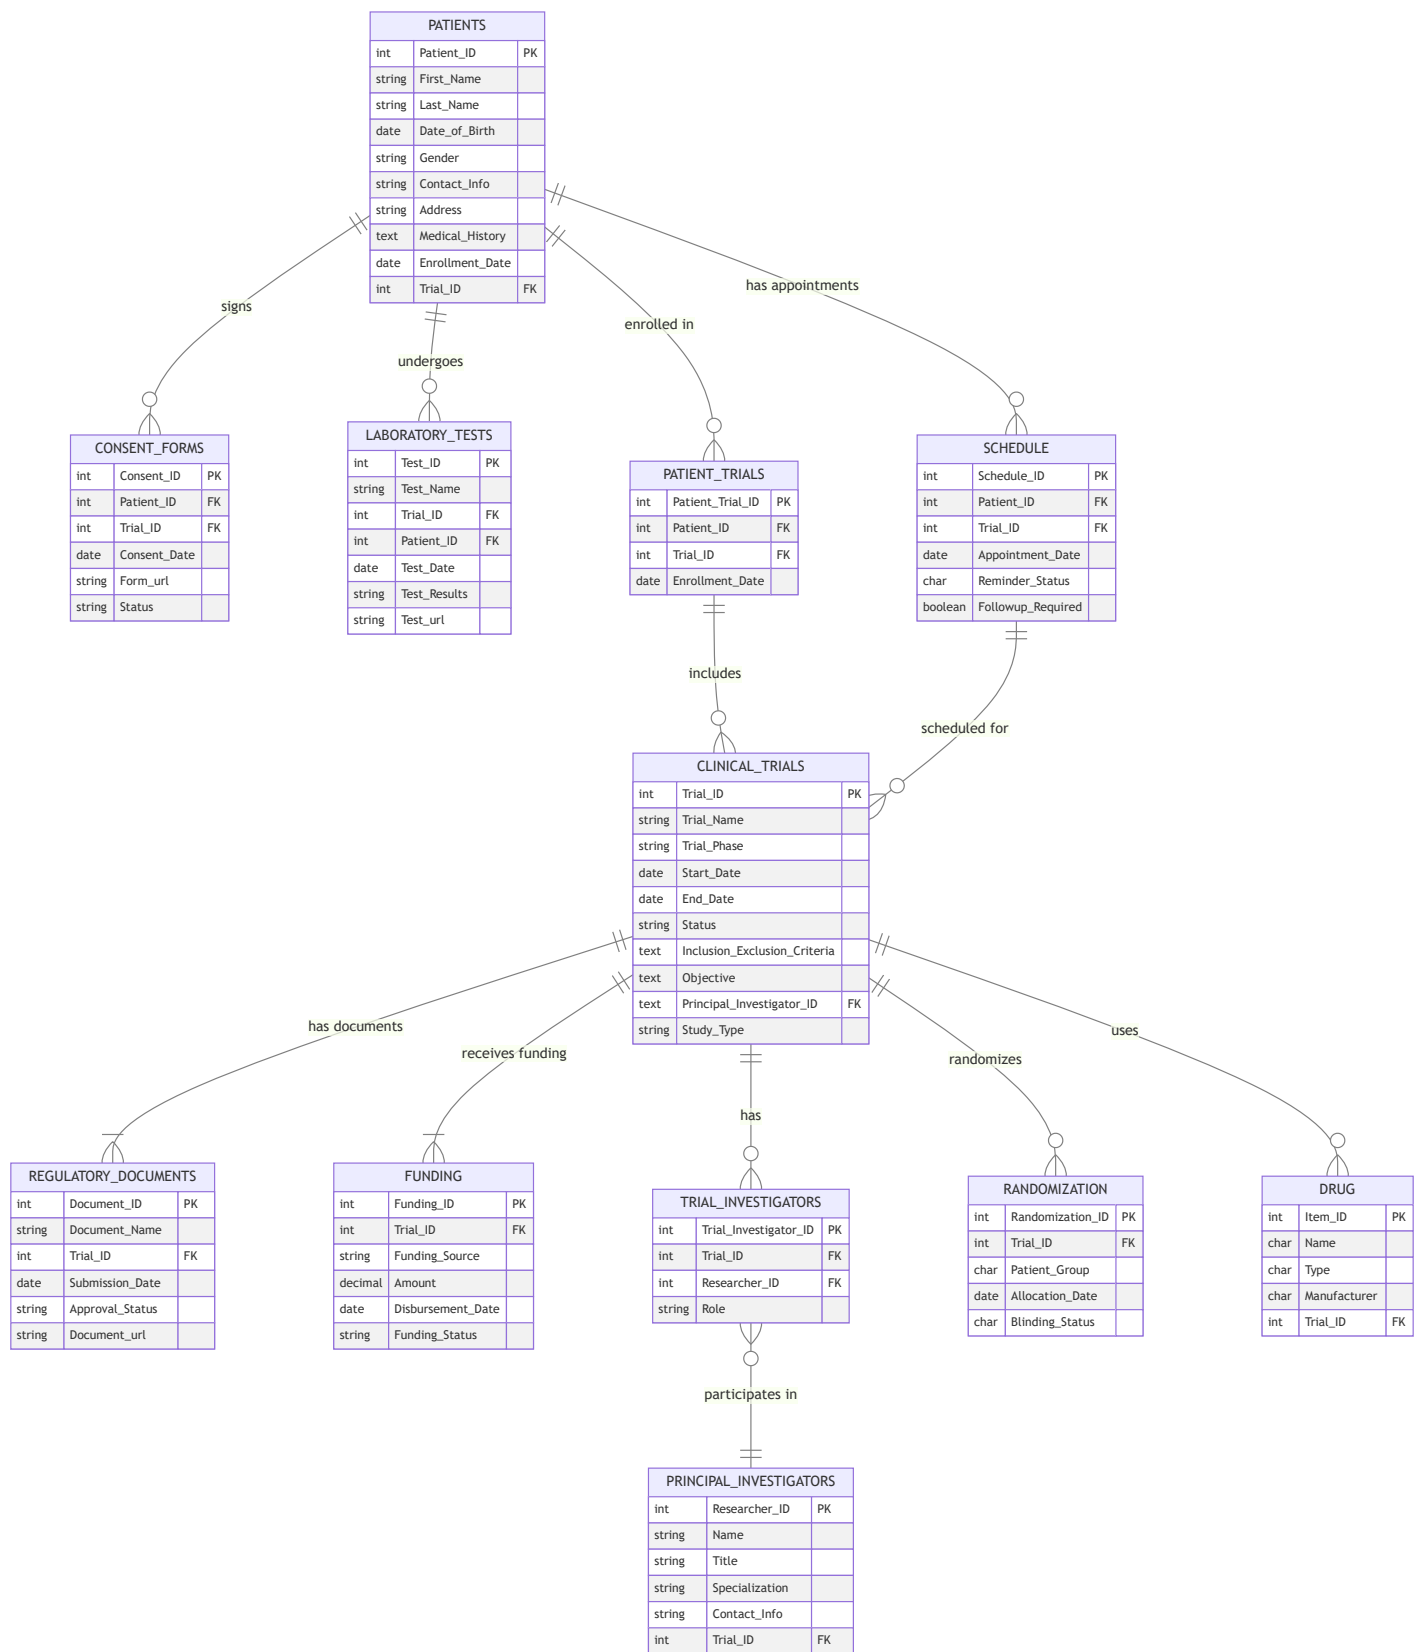 PATIENTS
int Patient_ID PK
string First_Name
string Last_Name
date Date_of_Birth
string Gender
string Contact_Info
string Address
text Medical_History
date Enrollment_Date
int Trial_ID FK
signs
undergoes
enrolled in
has appointments
CONSENT_FORMS
int Consent_ID PK
int Patient_ID FK
int Trial_ID FK
date Consent_Date
string Form_url
string Status
LABORATORY_TESTS
int Test_ID PK
string Test_Name
int Trial_ID FK
int Patient_ID FK
date Test_Date
string Test_Results
string Test_url
PATIENT_TRIALS
int Patient_Trial_ID PK
int Patient_ID FK
int Trial_ID FK
date Enrollment_Date
SCHEDULE
int Schedule_ID PK
int Patient_ID FK
int Trial_ID FK
date Appointment_Date
char Reminder_Status
boolean Followup_Required
includes
scheduled for
CLINICAL_TRIALS
int Trial_ID PK
string Trial_Name
string Trial_Phase
date Start_Date
date End_Date
string Status
text Inclusion_Exclusion_Criteria
text Objective
text Principal_Investigator_ID FK
string Study_Type
has documents
receives funding
has
randomizes
uses
REGULATORY_DOCUMENTS
int Document_ID PK
string Document_Name
int Trial_ID FK
date Submission_Date
string Approval_Status
string Document_url
FUNDING
int Funding_ID PK
int Trial_ID FK
string Funding_Source
decimal Amount
date Disbursement_Date
string Funding_Status
TRIAL_INVESTIGATORS
int Trial_Investigator_ID PK
int Trial_ID FK
int Researcher_ID FK
string Role
RANDOMIZATION
int Randomization_ID PK
int Trial_ID FK
char Patient_Group
date Allocation_Date
char Blinding_Status
DRUG
int Item_ID PK
char Name
char Type
char Manufacturer
int Trial_ID FK
participates in
PRINCIPAL_INVESTIGATORS
int Researcher_ID PK
string Name
string Title
string Specialization
string Contact_Info
int Trial_ID FK